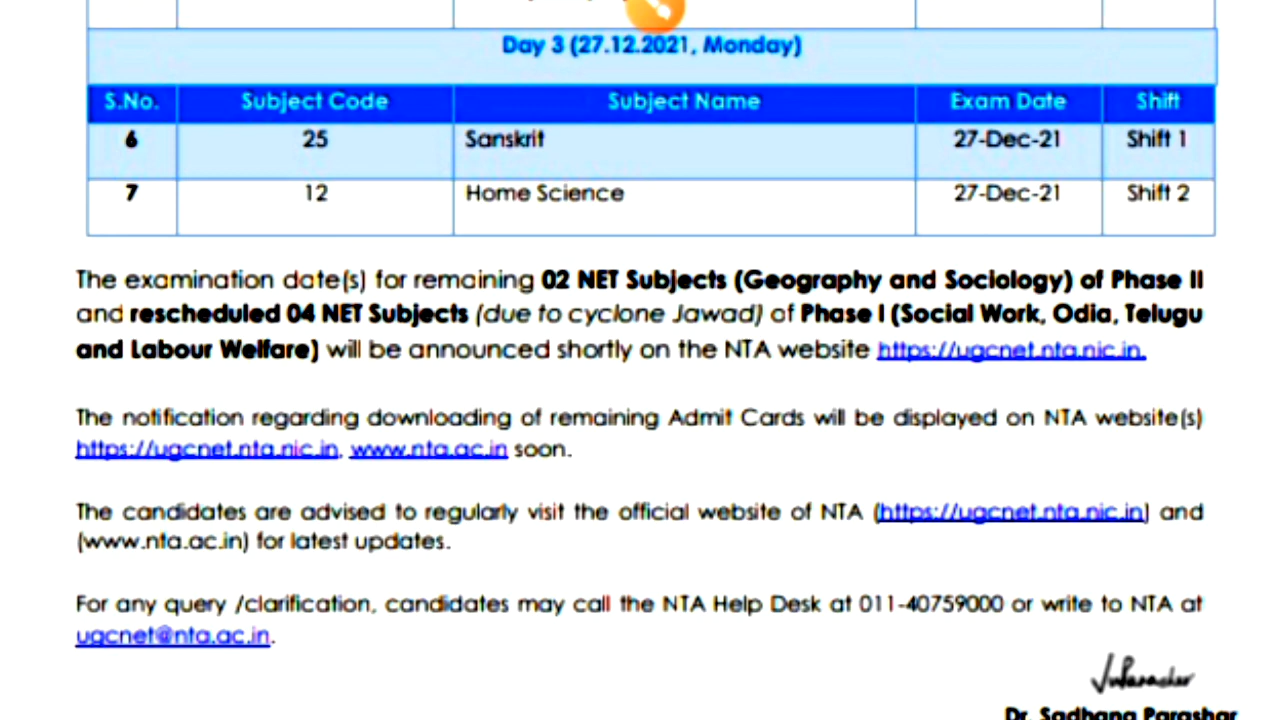 Day 3 (27.12.2021, Monday)
S.No. Subject Code Subject Name Exam Date Shift
6 25 Sanskrit 27-Dec-21 Shift 1
7 12 Home Science 27-Dec-21 Shift 2
The examination date(s) for remaining 02 NET Subjects (Geography and Sociology) of Phase II
and rescheduled 04 NET Subjects (due to cyclone Jawad) of Phase I (Social Work, Odia, Telugu
and Labour Welfare) will be announced shortly on the NTA website https://ugcnet.nta.nic.in.
The notification regarding downloading of remaining Admit Cards will be displayed on NTA website(s)
https://ugcnet.nta.nic.in, www.nta.ac.in soon.
The candidates are advised to regularly visit the official website of NTA (https://ugcnet.nta.nic.in) and
(www.nta.ac.in) for latest updates.
For any query /clarification, candidates may call the NTA Help Desk at 011-40759000 or write to NTA at
ugcnet@nta.ac.in.
Dr. Sadhana Parashar